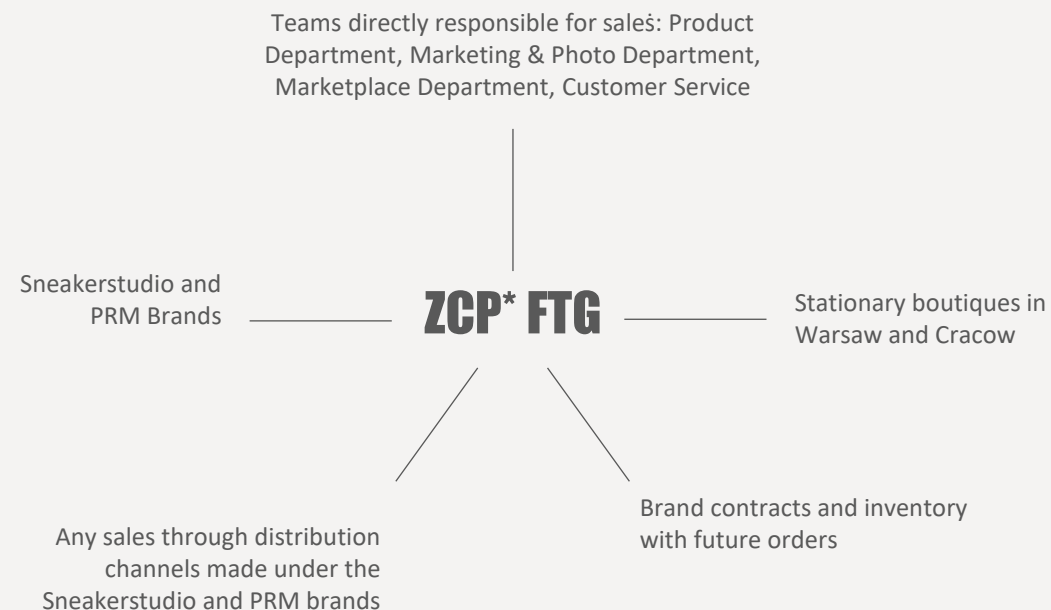 Teams directly responsible for saleś: Product
Department, Marketing & Photo Department,
Marketplace Department, Customer Service
Sneakerstudio and
PRM Brands
ZCP* FTG
Stationary boutiques in
Warsaw and Cracow
Brand contracts and inventory
with future orders
Any sales through distribution
channels made under the
Sneakerstudio and PRM brands